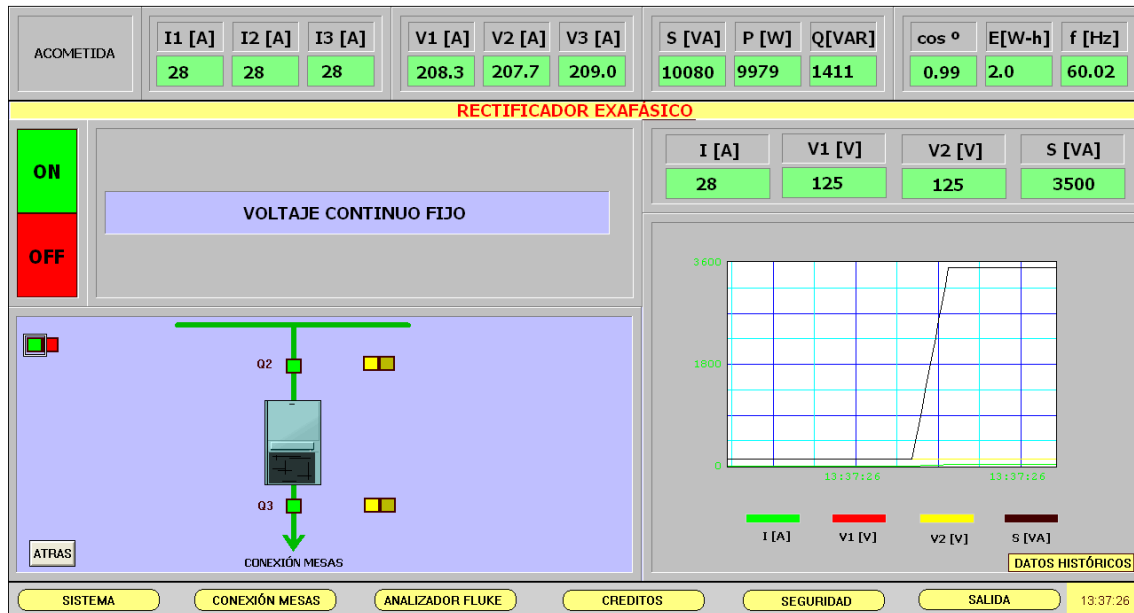 ACOMETIDA
I1 [A] I2 [A] I3 [A] V1 [A] V2 [A] V3 [A] S [VA] P [W] Q[VAR] cos º E[W-h] f [Hz]
28 28 28 208.3 207.7 209.0 10080 9979 1411 0.99 2.0 60.02
RECTIFICADOR EXAFÁSICO
ON
OFF
VOLTAJE CONTINUO FIJO
I [A] V1 [V] V2 [V] S [VA]
28 125 125 3500
3600
1800
0
13:37:26 13:37:26
I [A] V1 [V] V2 [V] S [VA]
DATOS HISTÓRICOS
Q2
Q3
CONEXIÓN MESAS
ATRAS
SISTEMA CONEXIÓN MESAS ANALIZADOR FLUKE CREDITOS SEGURIDAD SALIDA 13:37:26